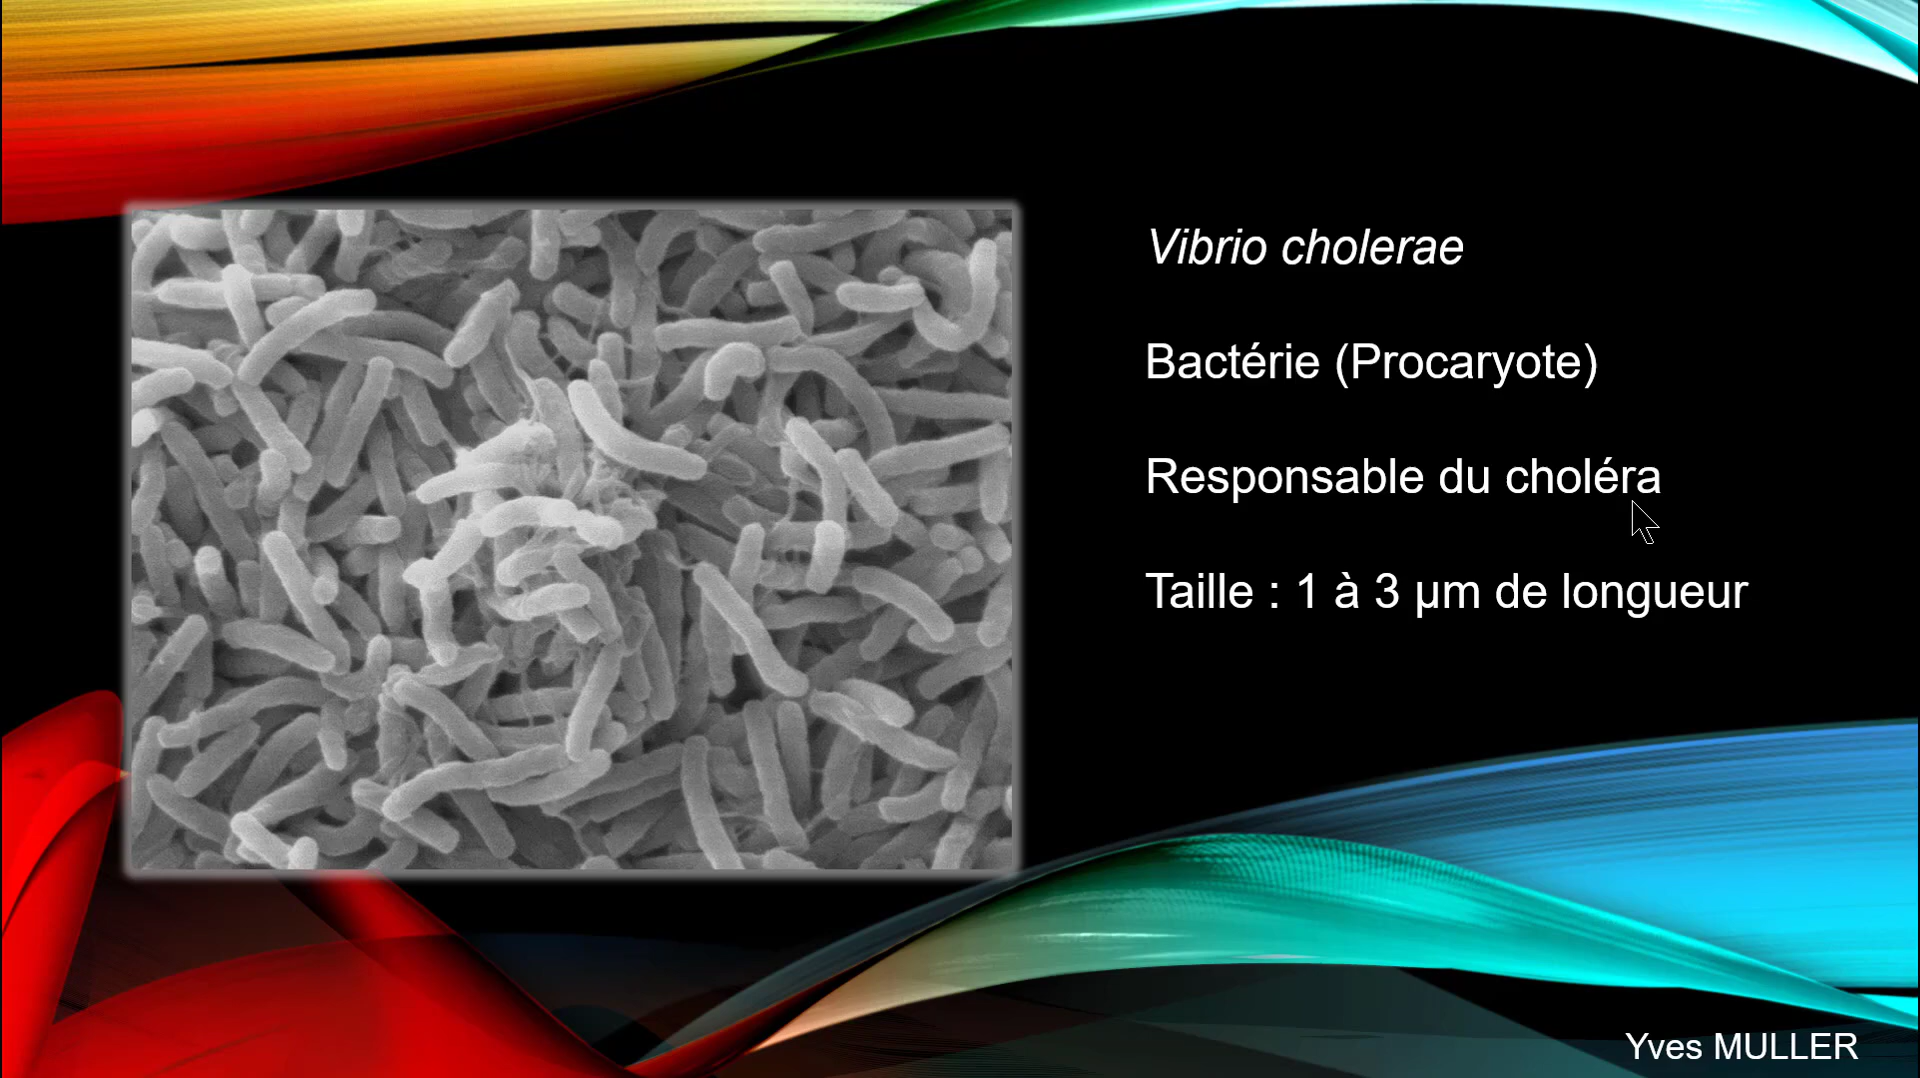 Vibrio cholerae
Bactérie (Procaryote)
Responsable du choléra
Taille : 1 à 3 µm de longueur
Yves MULLER